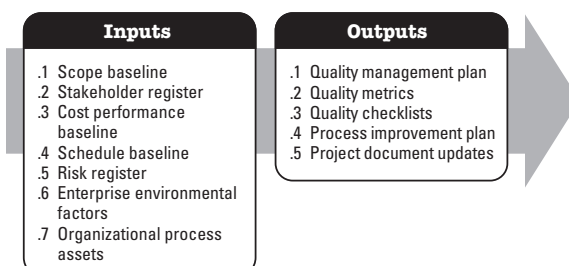 Inputs
.1 Scope baseline
.2 Stakeholder register
.3 Cost performance
baseline
.4 Schedule baseline
.5 Risk register
.6 Enterprise environmental
factors
.7 Organizational process
assets
Outputs
.1 Quality management plan
.2 Quality metrics
.3 Quality checklists
.4 Process improvement plan
.5 Project document updates